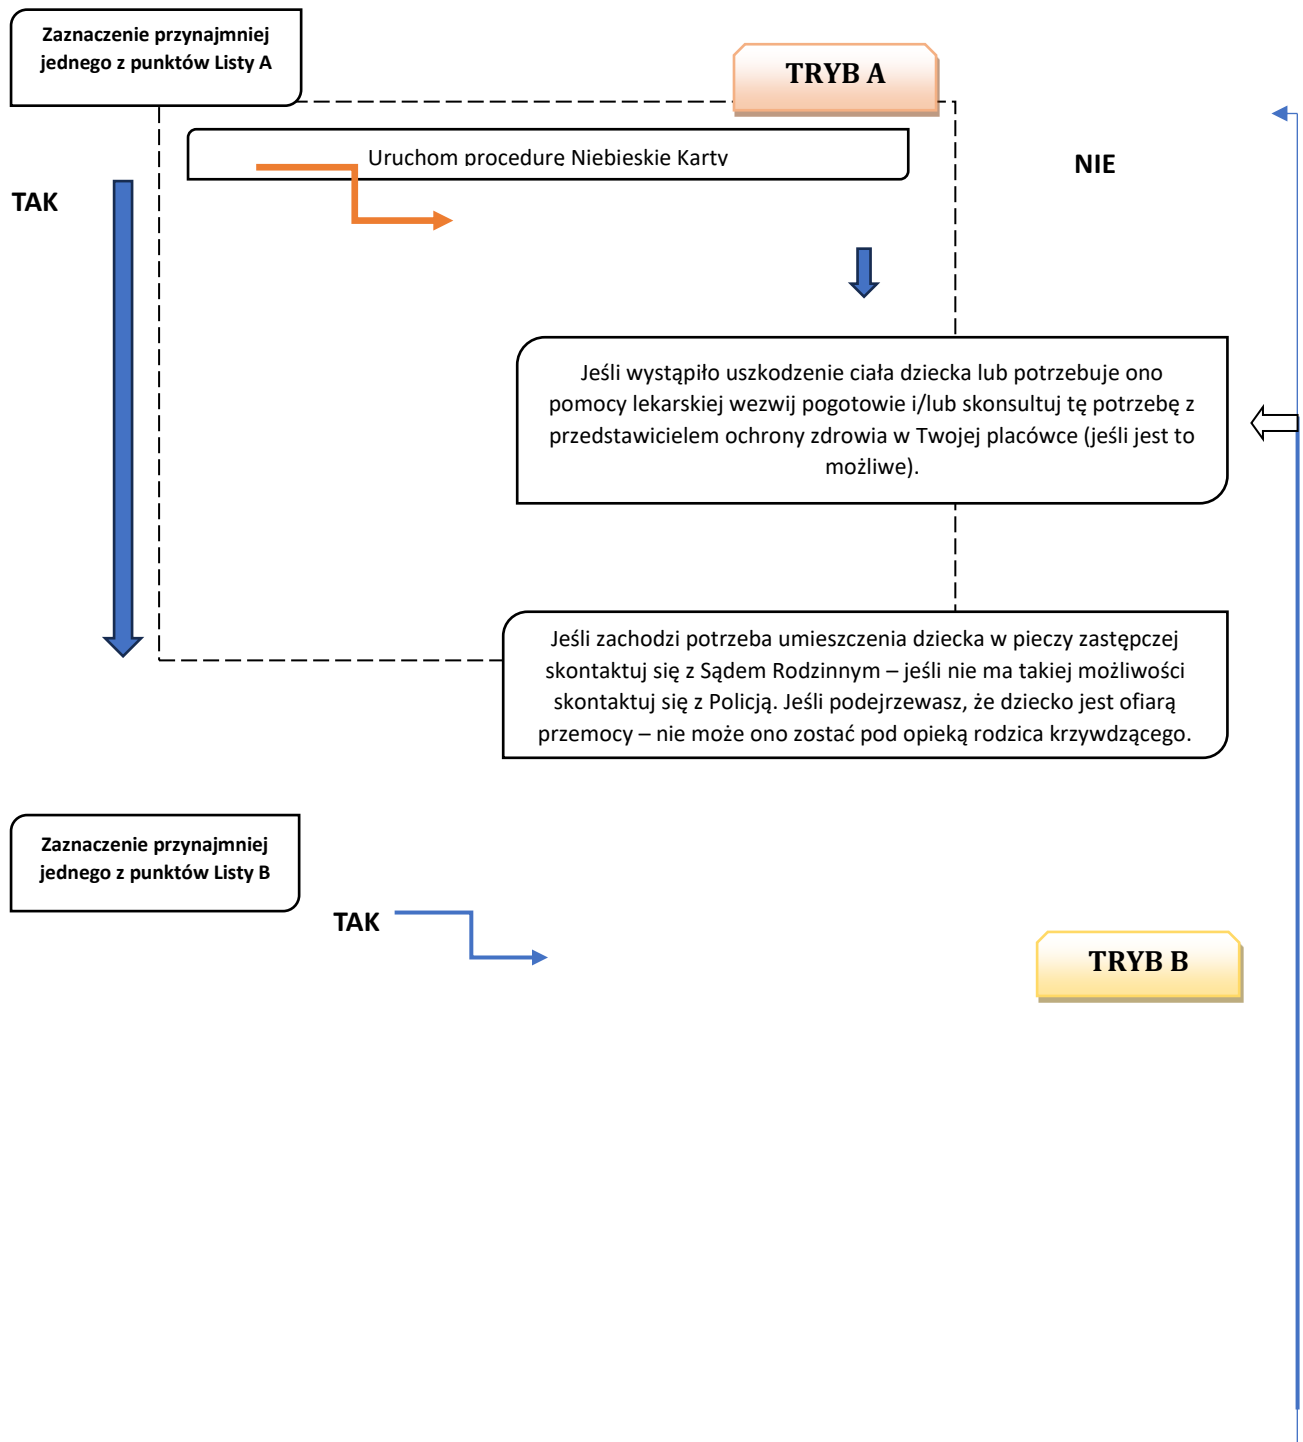 Zaznaczenie przynajmniej
jednego z punktów Listy A
TRYB A
Uruchom procedurę Niebieskie Karty
NIE
TAK
Jeśli wystąpiło uszkodzenie ciała dziecka lub potrzebuje ono
pomocy lekarskiej wezwij pogotowie i/lub skonsultuj tę potrzebę z
przedstawicielem ochrony zdrowia w Twojej placówce (jeśli jest to
możliwe).
Jeśli zachodzi potrzeba umieszczenia dziecka w pieczy zastępczej
skontaktuj się z Sądem Rodzinnym – jeśli nie ma takiej możliwości
skontaktuj się z Policją. Jeśli podejrzewasz, że dziecko jest ofiarą
przemocy – nie może ono zostać pod opieką rodzica krzywdzącego.
Zaznaczenie przynajmniej
jednego z punktów Listy B
TAK
TRYB B